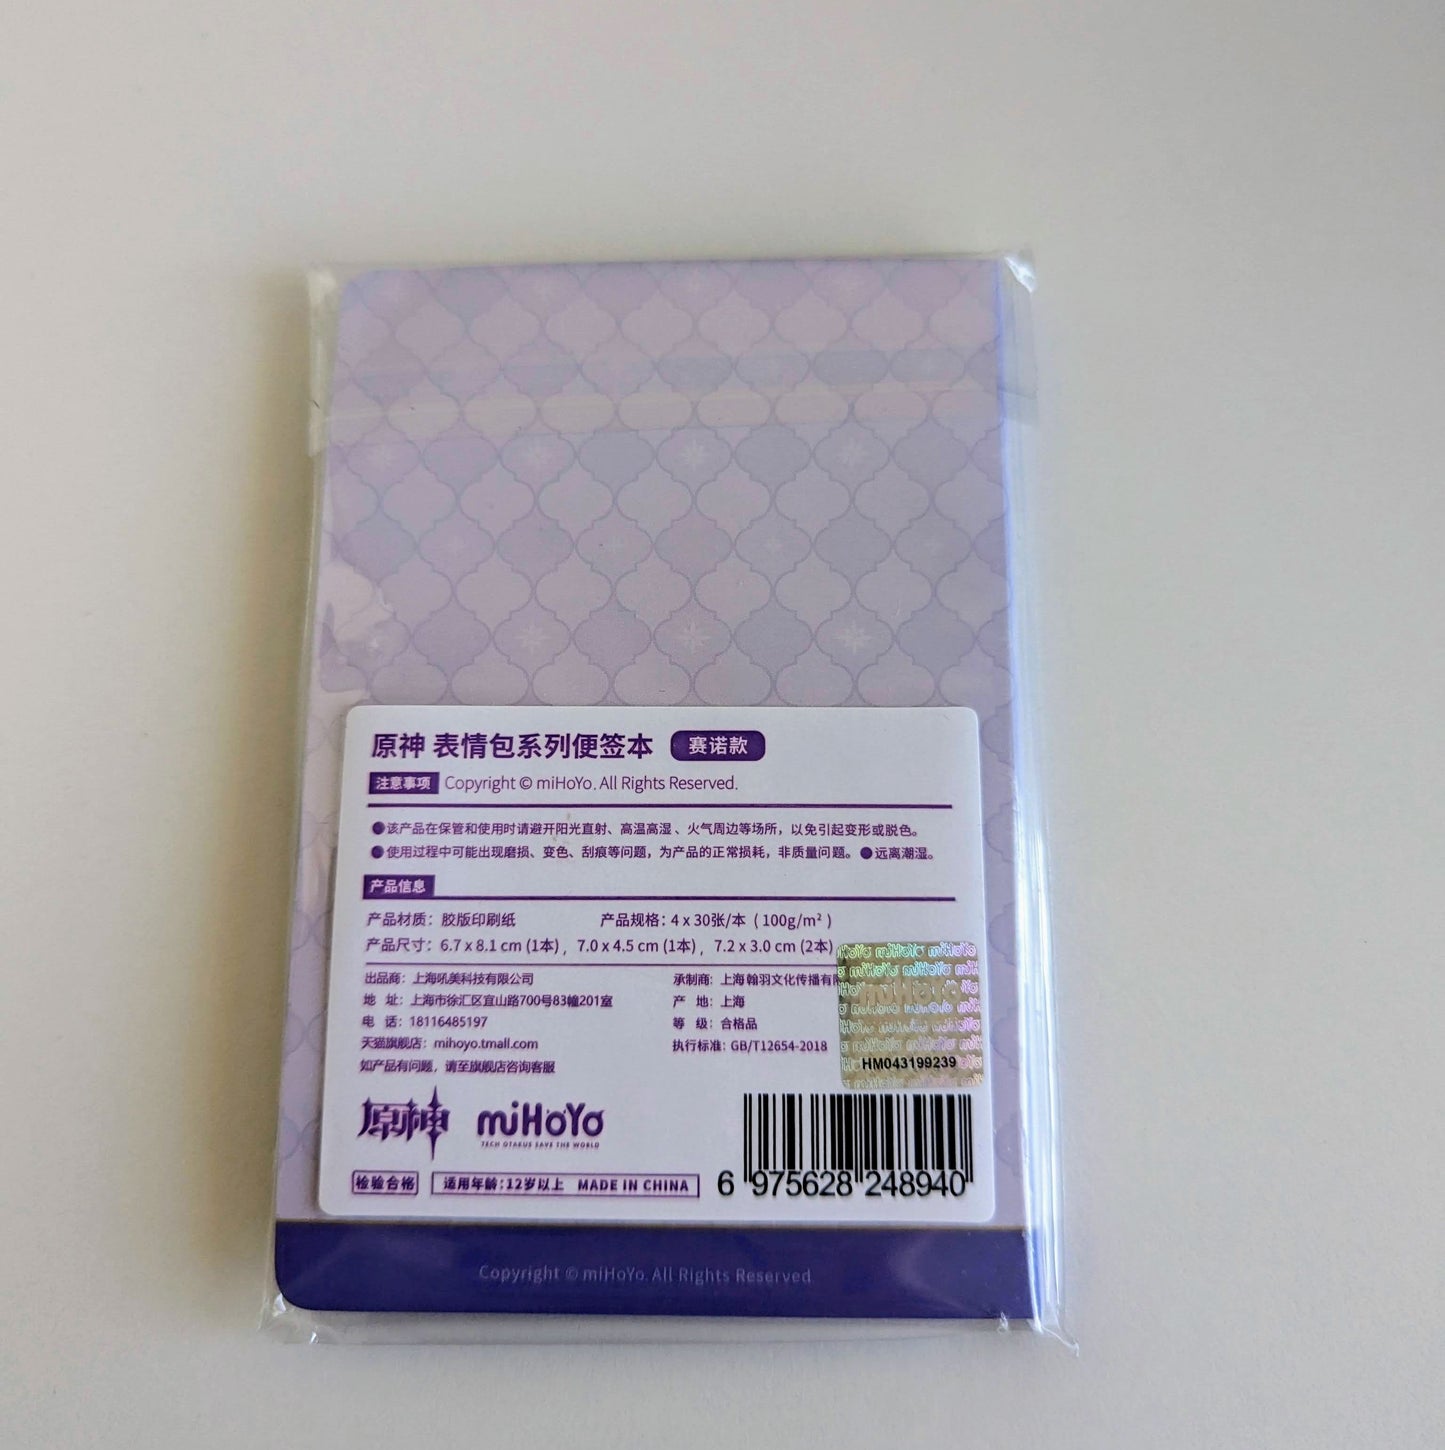 原神 表情包系列便签本 赛诺款
注意事项 Copyright © miHoYo. All Rights Reserved.
●该产品在保管和使用时请避开阳光直射、高温高湿、火气周边等场所，以免引起变形或脱色。
●使用过程中可能出现磨损、变色、刮痕等问题，为产品的正常损耗，非质量问题。●远离潮湿。
产品信息
产品材质：胶版印刷纸 产品规格：4 x 30张/本（100g/m²）
产品尺寸：6.7 x 8.1 cm (1本)，7.0 x 4.5 cm (1本)，7.2 x 3.0 cm (2本)
出品商：上海吼美科技有限公司
地 址：上海市徐汇区宜山路700号83幢201室
电 话：18116485197
天猫旗舰店：mihoyo.tmall.com
如产品有问题，请至旗舰店咨询客服
承制商：上海翰羽文化传播有限
产 地：上海
等 级：合格品
执行标准：GB/T12654-2018
miHoYo
HM043199239
原神 miHoYo
TECH OTAKUS SAVE THE WORLD
检验合格 适用年龄：12岁以上 MADE IN CHINA
6 975628 248940
Copyright © miHoYo. All Rights Reserved